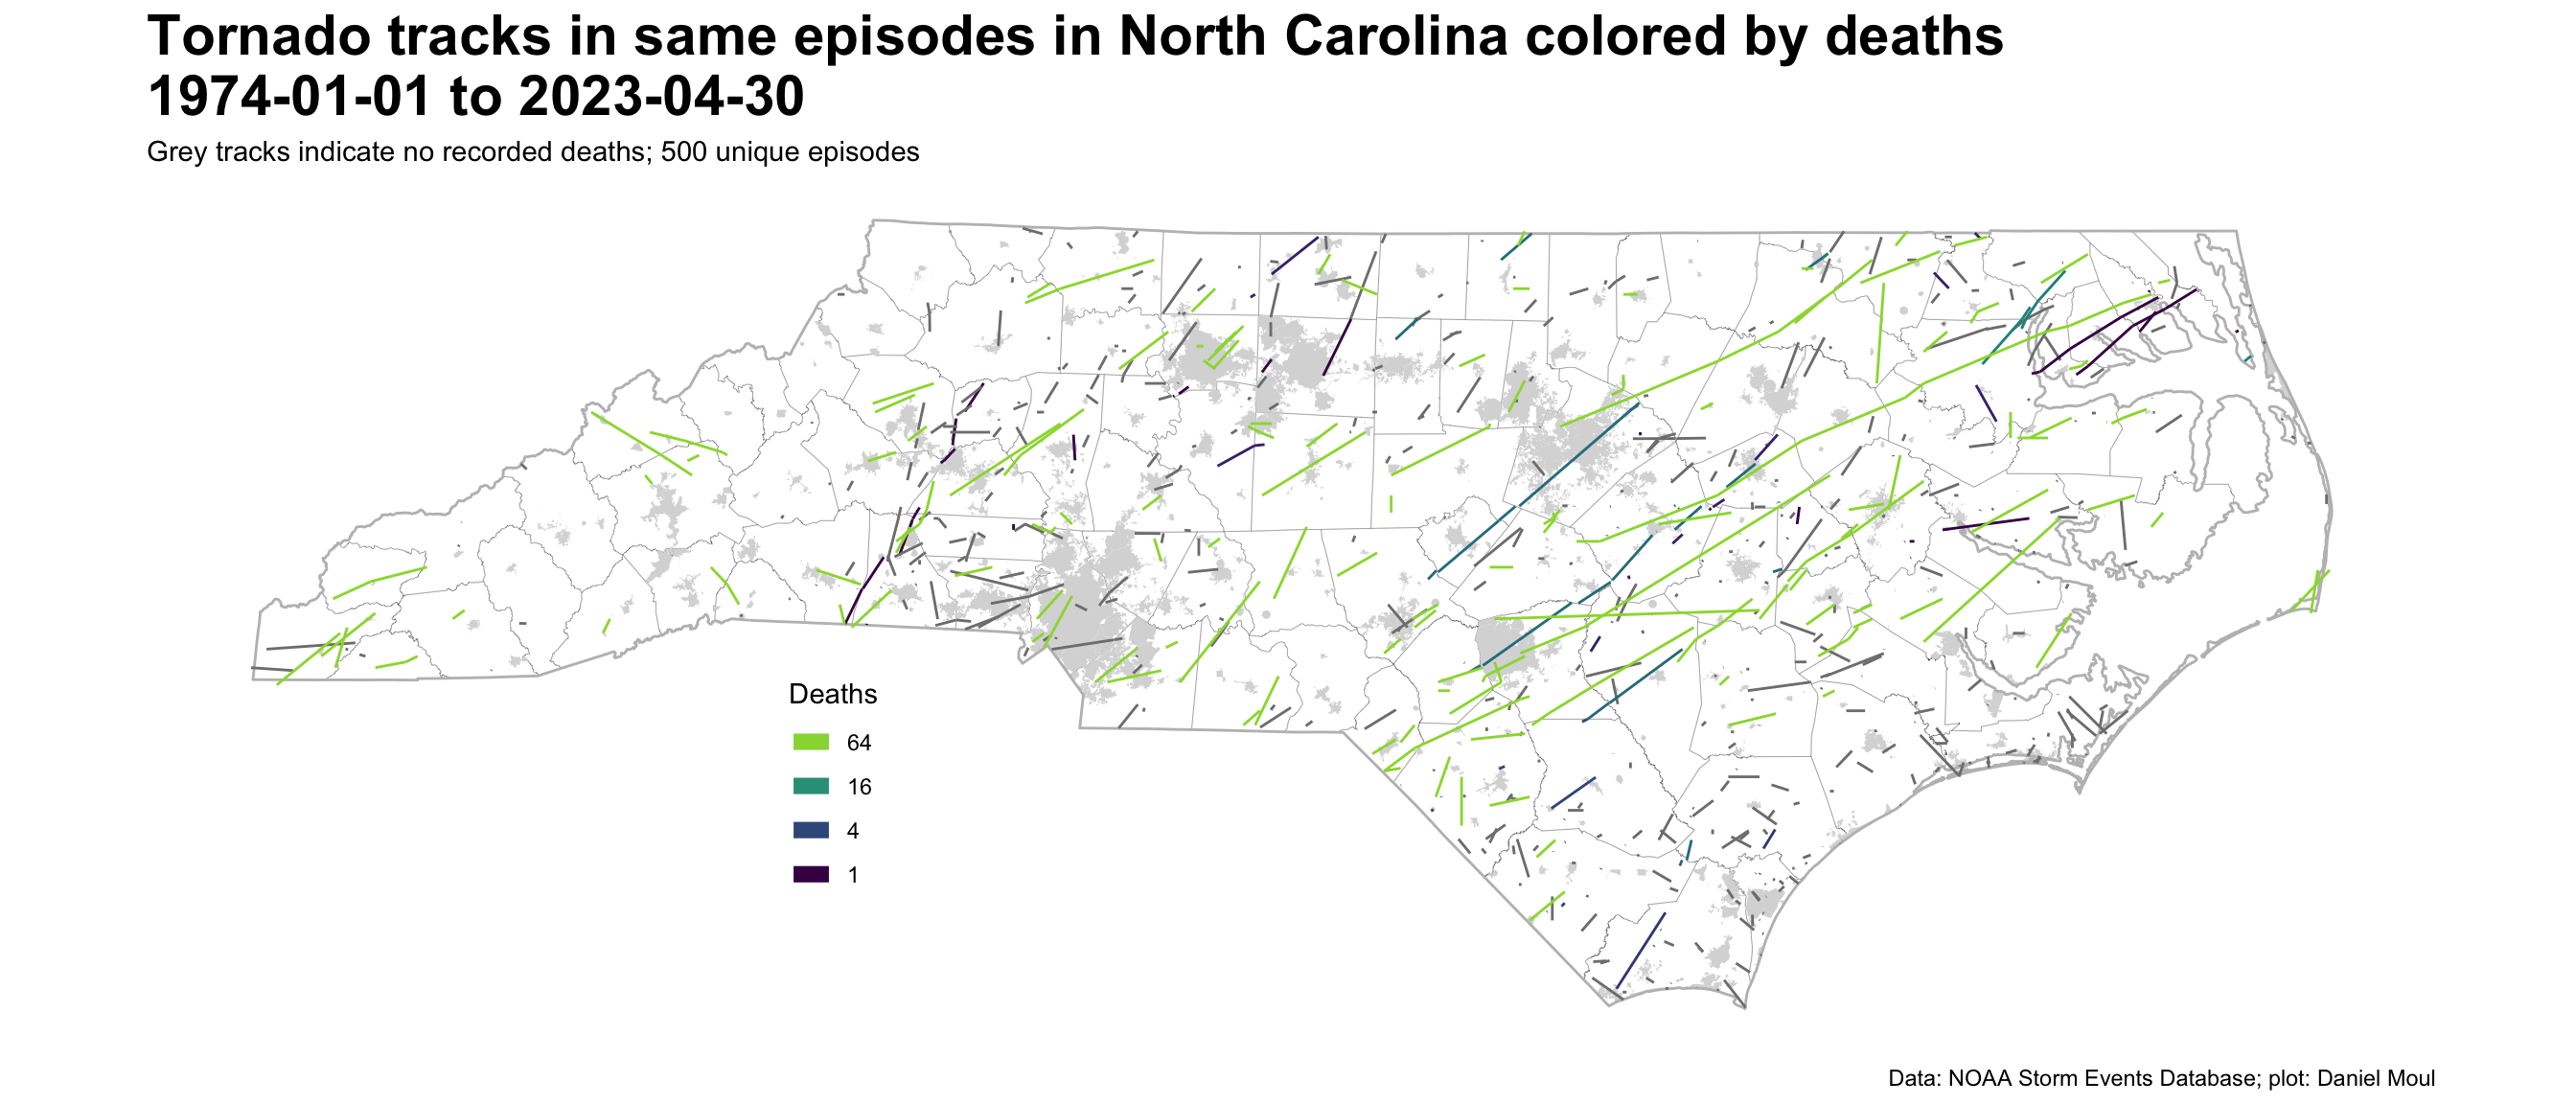 Tornado tracks in same episodes in North Carolina colored by deaths
1974-01-01 to 2023-04-30
Grey tracks indicate no recorded deaths; 500 unique episodes
Deaths
64
16
4
1
Data: NOAA Storm Events Database; plot: Daniel Moul